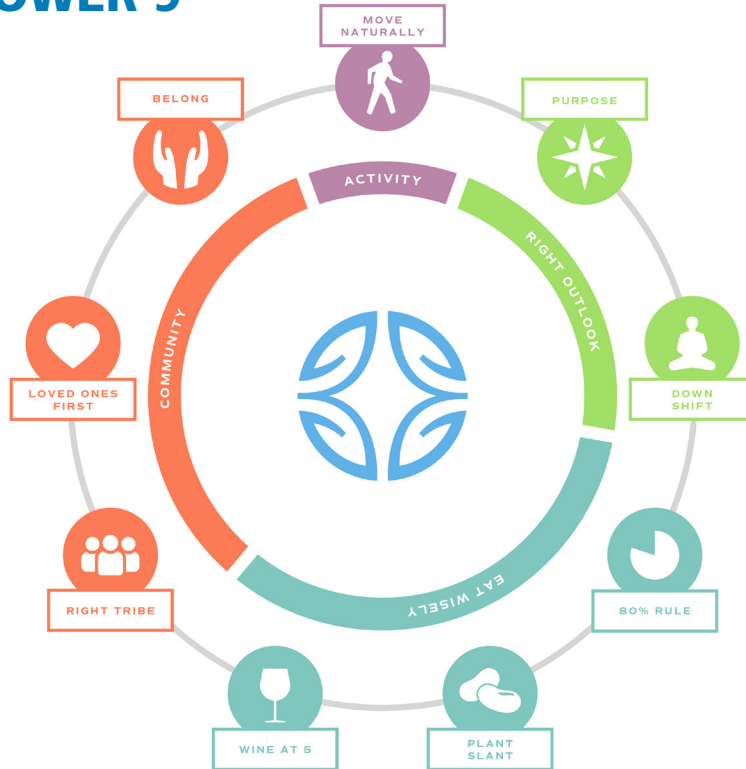 OWER 9
MOVE
NATURALLY
BELONG
PURPOSE
ACTIVITY
RIGHT OUTLOOK
COMMUNITY
LOVED ONES
FIRST
DOWN
SHIFT
EAT WISELY
RIGHT TRIBE
80% RULE
WINE AT 5
PLANT
SLANT